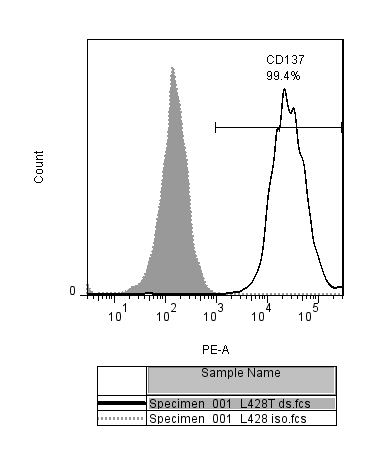 CD137
99.4%
Count
0
10^1 10^2 10^3 10^4 10^5
PE-A
Sample Name
Specimen_001_L428T ds.fcs
Specimen_001_L428 iso.fcs